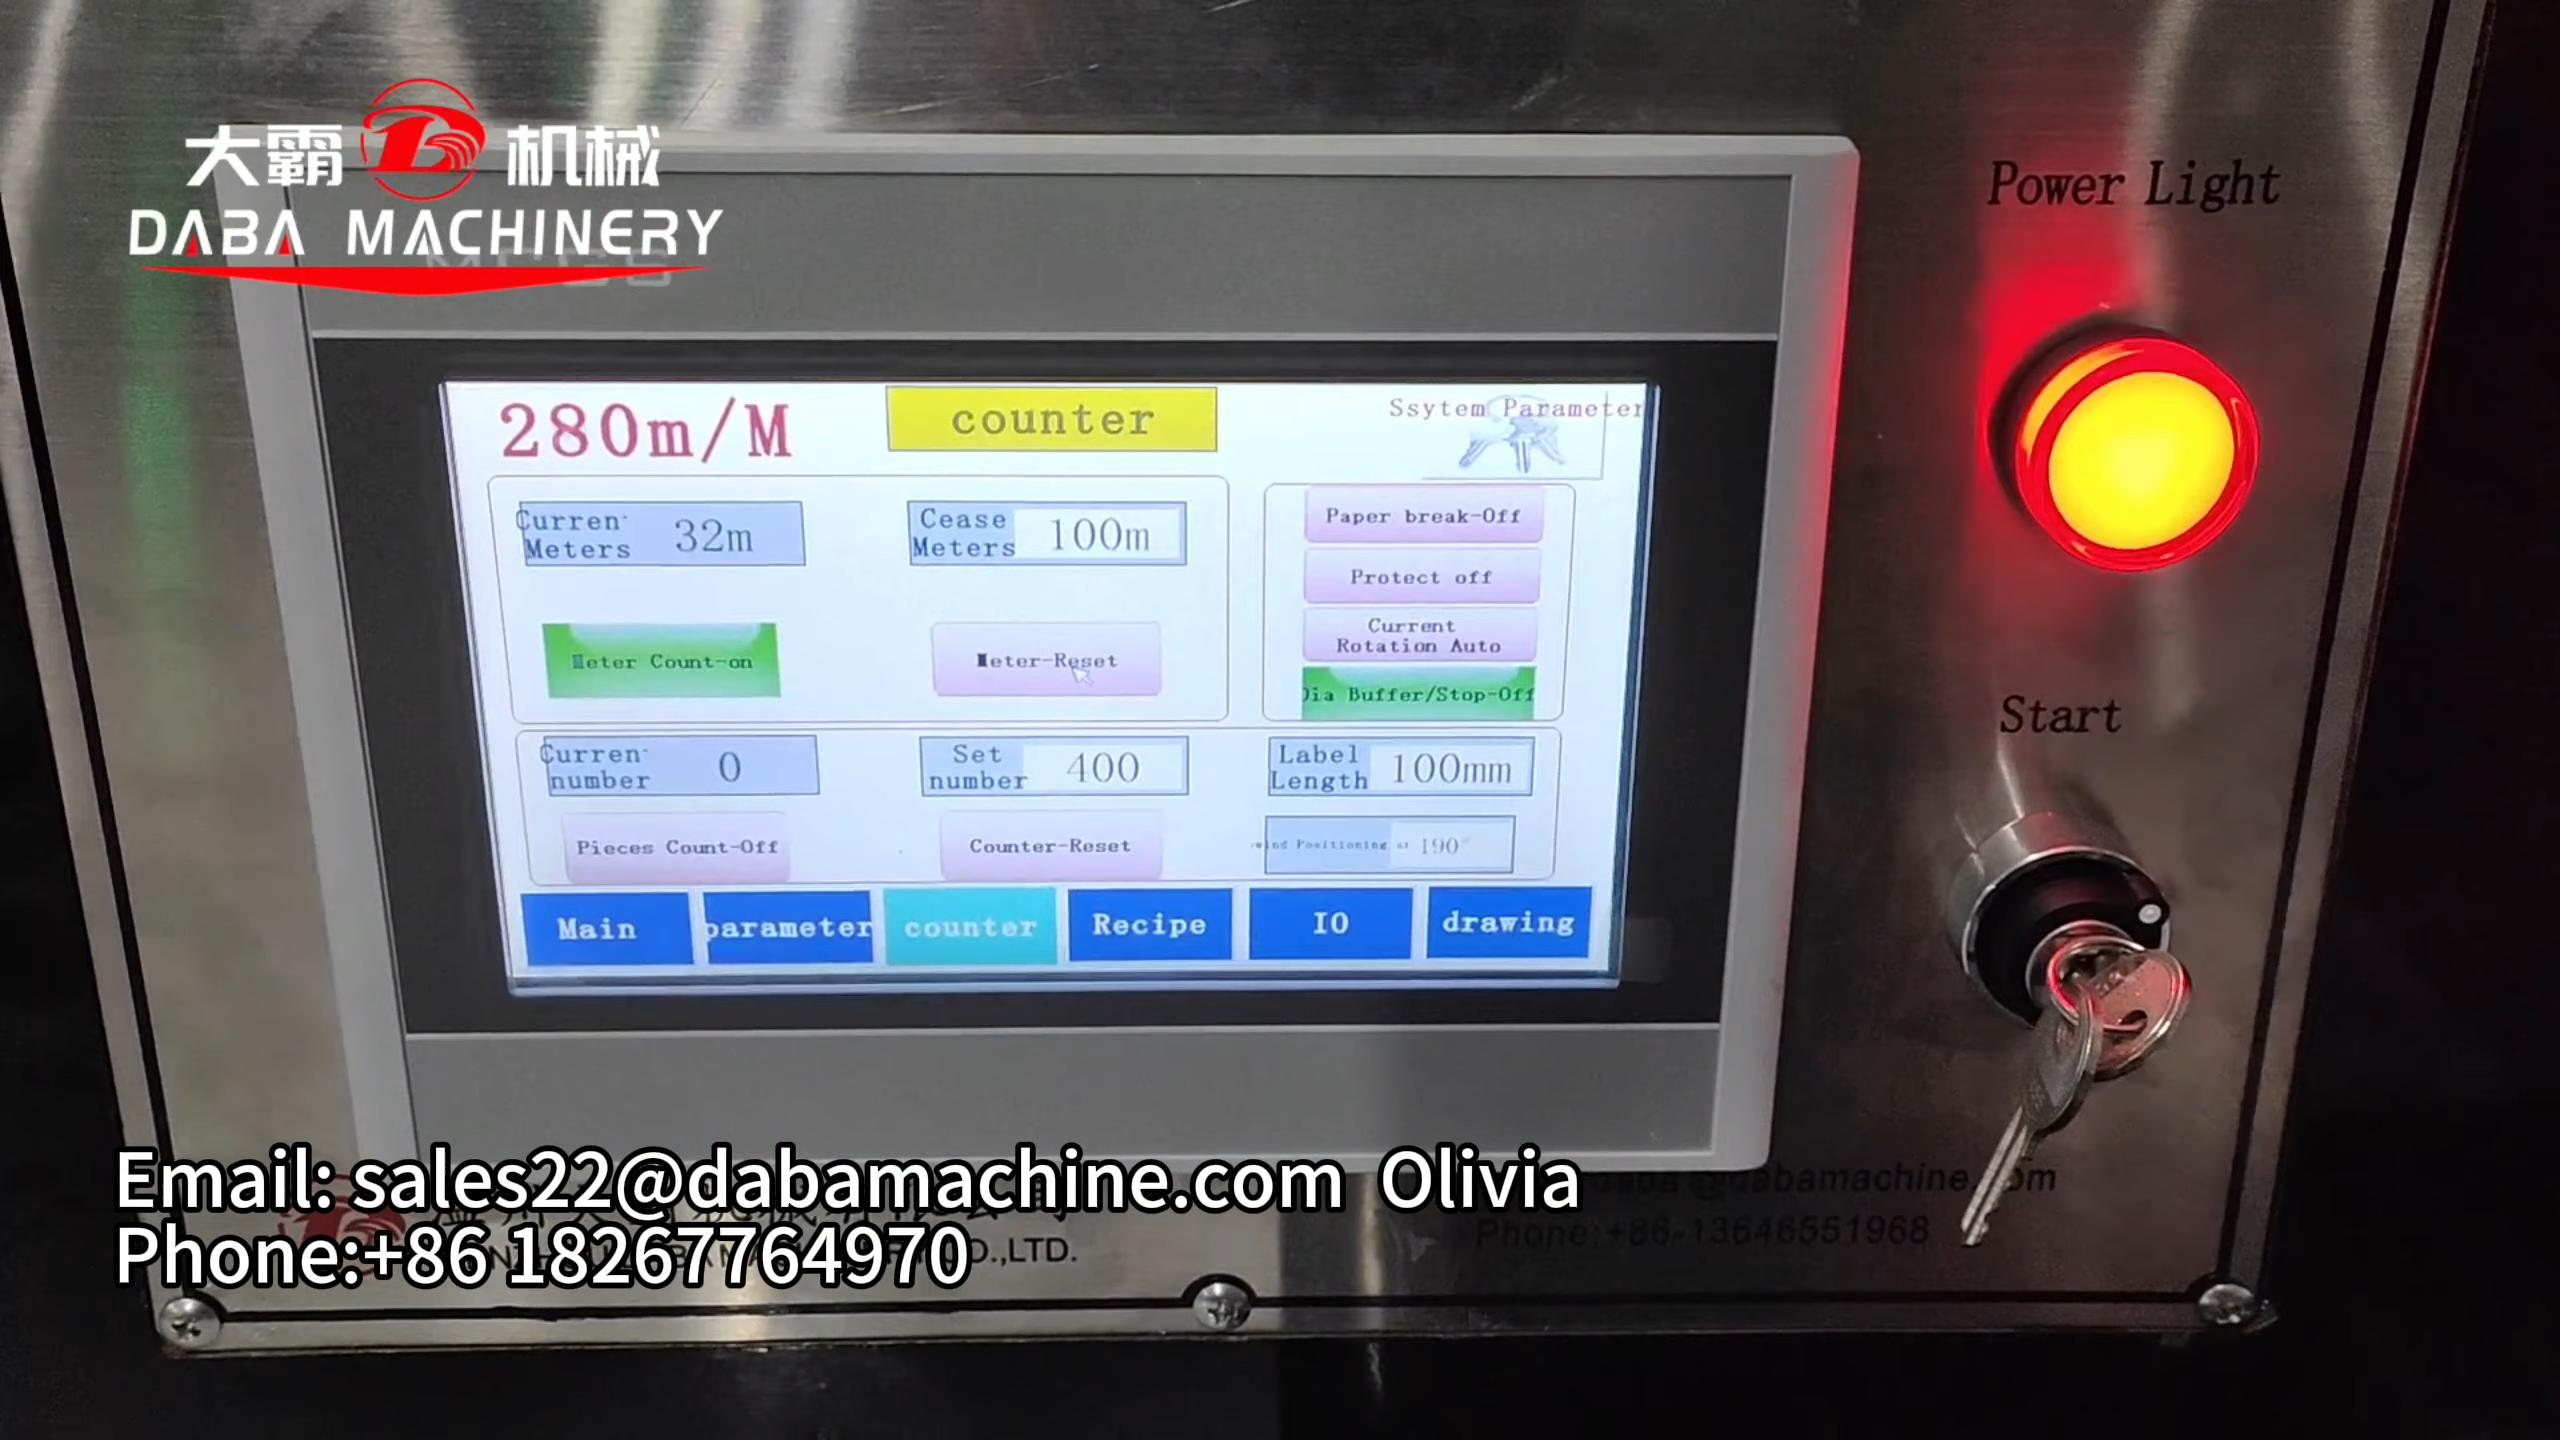 大霸 机械
DABA MACHINERY
Power Light
280m/M
counter
Ssytem Parameter
Curren
Meters
32m
Cease
Meters
100m
Paper break-Off
Protect off
Current
Rotation Auto
Dia Buffer/Stop-Off
Meter Count-on
Meter-Reset
Start
Curren
number
0
Set
number
400
Label
Length
100mm
Pieces Count-Off
Counter-Reset
Positioning
190°
Main
parameter
counter
Recipe
IO
drawing
Email: sales22@dabamachine.com Olivia
Phone:+86 18267764970
Phone:+86-13646551968
CO.,LTD.